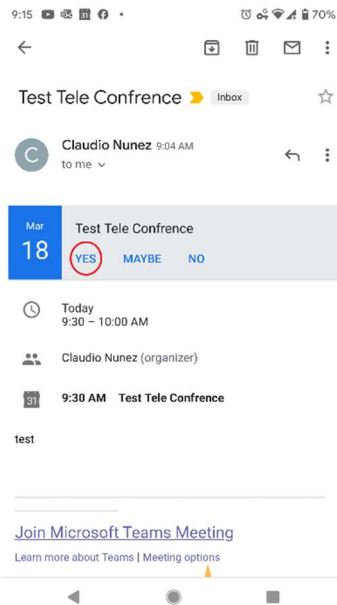 9:15 70%
Test Tele Confrence Inbox
C
Claudio Nunez 9:04 AM
to me
Mar
18
Test Tele Confrence
YES MAYBE NO
Today
9:30 – 10:00 AM
Claudio Nunez (organizer)
31 9:30 AM Test Tele Confrence
test
Join Microsoft Teams Meeting
Learn more about Teams | Meeting options